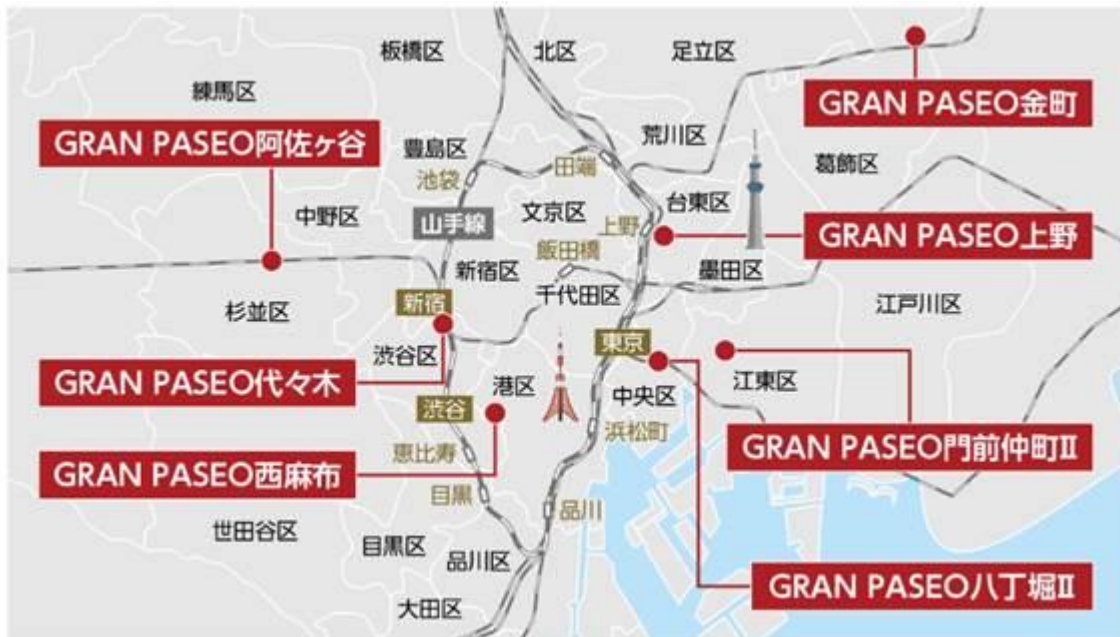 板橋区
北区
足立区
練馬区
GRAN PASEO金町
GRAN PASEO阿佐ヶ谷
豊島区
荒川区
池袋
田端
葛飾区
中野区
山手線
文京区
台東区
上野
GRAN PASEO上野
飯田橋
新宿区
墨田区
新宿
千代田区
杉並区
江戸川区
渋谷区
東京
GRAN PASEO代々木
港区
中央区
江東区
渋谷
浜松町
GRAN PASEO門前仲町Ⅱ
恵比寿
GRAN PASEO西麻布
目黒
品川
世田谷区
目黒区
品川区
GRAN PASEO八丁堀Ⅱ
大田区